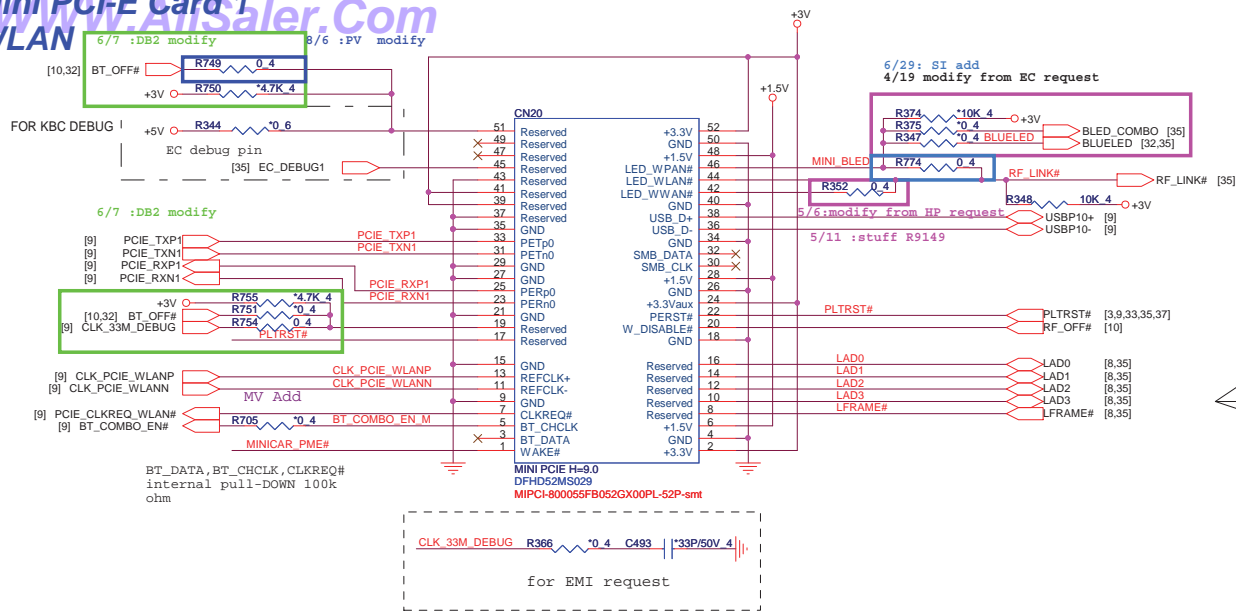 Mini PCI-E Card 1
WLAN
www.AllSaler.Com
6/7 :DB2 modify
8/6 :PV modify
[10,32] BT_OFF#
R749 0_4
+3V
R750 *4.7K_4
FOR KBC DEBUG
+5V
R344 *0_6
EC debug pin
[35] EC_DEBUG1
6/7 :DB2 modify
[9] PCIE_TXP1
PCIE_TXP1
[9] PCIE_TXN1
PCIE_TXN1
[9] PCIE_RXP1
PCIE_RXP1
[9] PCIE_RXN1
PCIE_RXN1
+3V
R755 *4.7K_4
[10,32] BT_OFF#
R751 *0_4
[9] CLK_33M_DEBUG
R754 0_4
PLTRST#
[9] CLK_PCIE_WLANP
CLK_PCIE_WLANP
[9] CLK_PCIE_WLANN
CLK_PCIE_WLANN
MV Add
[9] PCIE_CLKREQ_WLAN#
[9] BT_COMBO_EN#
R705 *0_4
BT_COMBO_EN_M
MINICAR_PME#
BT_DATA,BT_CHCLK,CLKREQ#
internal pull-DOWN 100k
ohm
CN20
51 Reserved
49 Reserved
47 Reserved
45 Reserved
43 Reserved
41 Reserved
39 Reserved
37 Reserved
35 GND
33 PETp0
31 PETn0
29 GND
27 GND
25 PERp0
23 PERn0
21 GND
19 Reserved
17 Reserved
15 GND
13 REFCLK+
11 REFCLK-
9 GND
7 CLKREQ#
5 BT_CHCLK
3 BT_DATA
1 WAKE#
+3.3V 52
GND 50
+1.5V 48
LED_WPAN# 46
LED_WLAN# 44
LED_WWAN# 42
GND 40
USB_D+ 38
USB_D- 36
GND 34
SMB_DATA 32
SMB_CLK 30
+1.5V 28
GND 26
+3.3Vaux 24
PERST# 22
W_DISABLE# 20
GND 18
Reserved 16
Reserved 14
Reserved 12
Reserved 10
Reserved 8
+1.5V 6
GND 4
+3.3V 2
MINI PCIE H=9.0
DFHD52MS029
MIPCI-800055FB052GX00PL-52P-smt
+3V
+1.5V
6/29: SI add
4/19 modify from EC request
R374 *10K_4
+3V
R375 *0_4
BLED_COMBO [35]
R347 *0_4
BLUELED
BLUELED [32,35]
MINI_BLED
R774 0_4
RF_LINK#
RF_LINK# [35]
R352 0_4
R348 10K_4
+3V
5/6:modify from HP request
USBP10+ [9]
USBP10- [9]
5/11 :stuff R9149
PLTRST#
PLTRST# [3,9,33,35,37]
RF_OFF# [10]
LAD0
LAD0 [8,35]
LAD1
LAD1 [8,35]
LAD2
LAD2 [8,35]
LAD3
LAD3 [8,35]
LFRAME#
LFRAME# [8,35]
CLK_33M_DEBUG
R366 *0_4
C493 *33P/50V_4
for EMI request